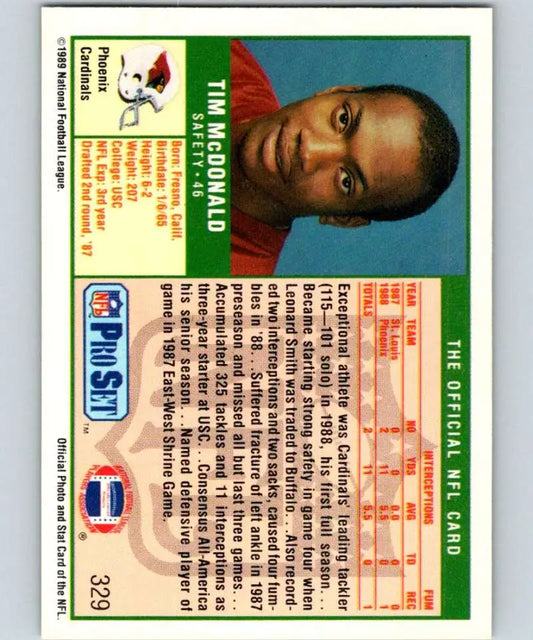 THE OFFICIAL NFL CARD
INTERCEPTIONS FUM
YEAR TEAM NO YDS AVG TD REC
1987 St. Louis 0 0 0.0 0 0
1988 Phoenix 2 11 5.5 0 1
TOTALS 2 11 5.5 0 1
Exceptional athlete was Cardinals' leading tackler
(115—101 solo) in 1988, his first full season. . .
Became starting strong safety in game four when
Leonard Smith was traded to Buffalo. . . Also record-
ed two interceptions and two sacks, caused four fum-
bles in '88. . .Suffered fracture of left ankle in 1987
preseason and missed all but last three games. . .
Accumulated 325 tackles and 11 interceptions as
three-year starter at USC. . .Consensus All-America
his senior season. . . Named defensive player of
game in 1987 East-West Shrine Game.
TIM McDONALD
SAFETY • 46
Born: Fresno, Calif.
Birthdate: 1/6/65
Height: 6-2
Weight: 207
College: USC
NFL Exp: 3rd year
Drafted 2nd round, '87
Phoenix
Cardinals
NFL PRO SET ™
®
329
©1989 National Football League.
Official Photo and Stat Card of the NFL.